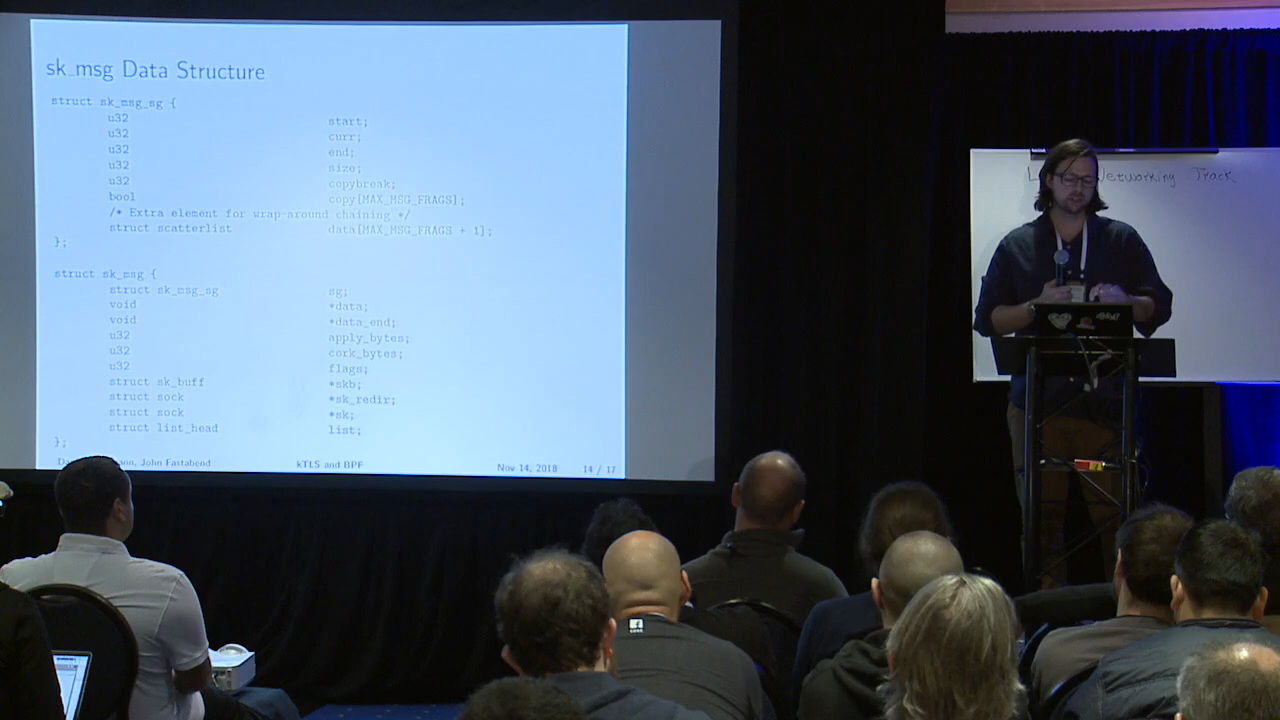 sk_msg Data Structure
struct sk_msg_sg {
u32 start;
u32 curr;
u32 end;
u32 size;
u32 copybreak;
bool copy[MAX_MSG_FRAGS];
/* Extra element for wrap-around chaining */
struct scatterlist data[MAX_MSG_FRAGS + 1];
};
struct sk_msg {
struct sk_msg_sg sg;
void *data;
void *data_end;
u32 apply_bytes;
u32 cork_bytes;
u32 flags;
struct sk_buff *skb;
struct sock *sk_redir;
struct sock *sk;
struct list_head list;
};
John Fastabend kTLS and BPF Nov 14, 2018 14 / 17
Networking Track